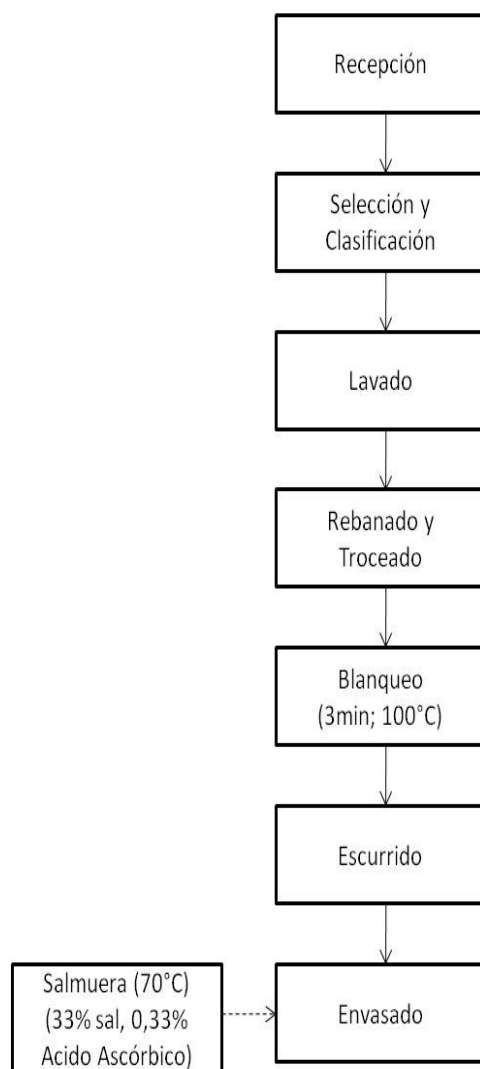 Recepción
Selección y
Clasificación
Lavado
Rebanado y
Troceado
Blanqueo
(3min; 100°C)
Escurrido
Salmuera (70°C)
(33% sal, 0,33%
Acido Ascórbico)
Envasado